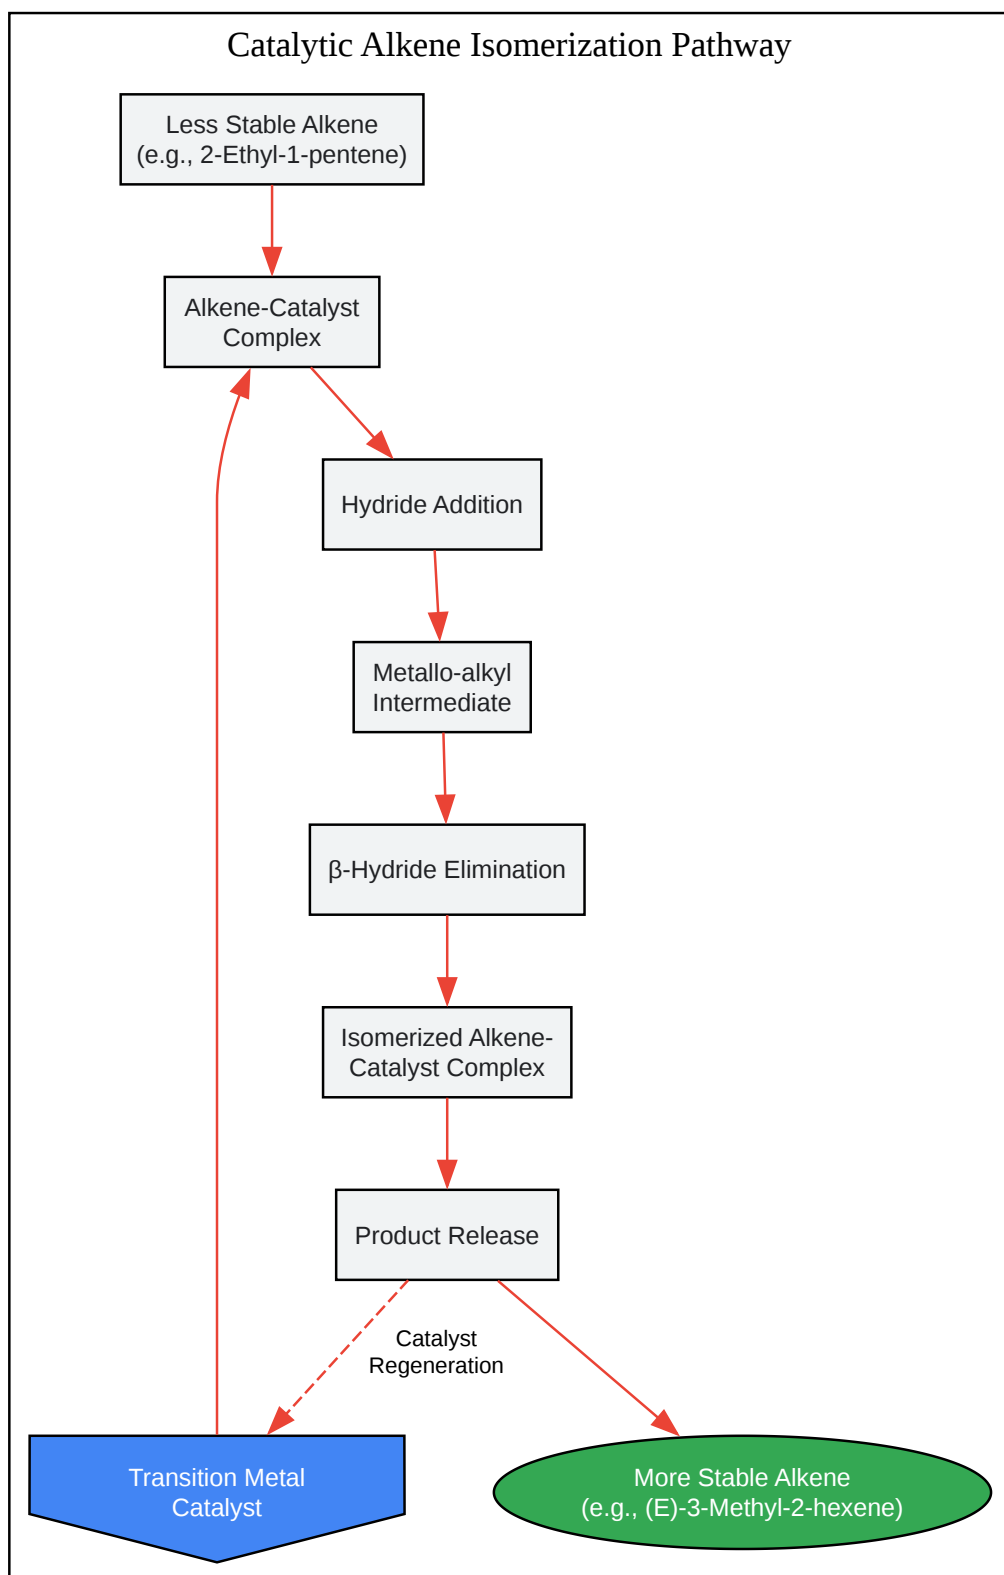 Catalytic Alkene Isomerization Pathway
Less Stable Alkene
(e.g., 2-Ethyl-1-pentene)
Alkene-Catalyst
Complex
Hydride Addition
Metallo-alkyl
Intermediate
β-Hydride Elimination
Isomerized Alkene-
Catalyst Complex
Product Release
Catalyst
Regeneration
Transition Metal
Catalyst
More Stable Alkene
(e.g., (E)-3-Methyl-2-hexene)